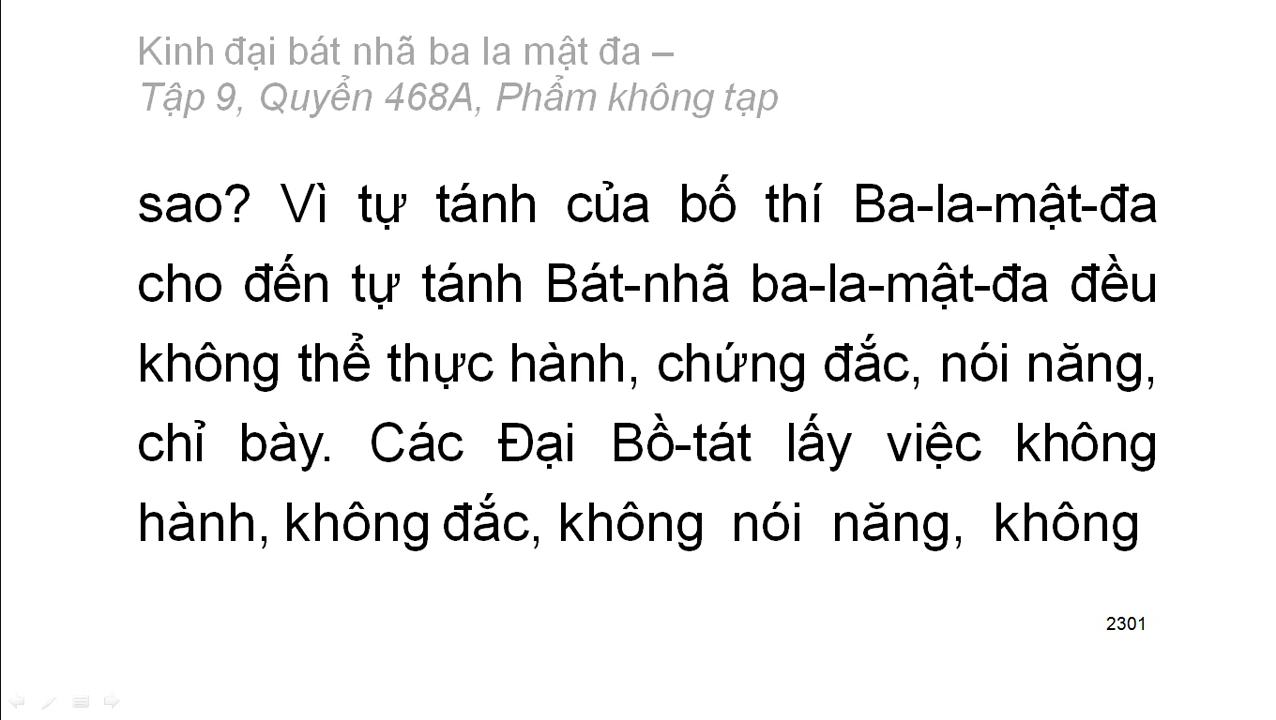 Kinh đại bát nhã ba la mật đa –
Tập 9, Quyển 468A, Phẩm không tạp
sao? Vì tự tánh của bố thí Ba-la-mật-đa
cho đến tự tánh Bát-nhã ba-la-mật-đa đều
không thể thực hành, chứng đắc, nói năng,
chỉ bày. Các Đại Bồ-tát lấy việc không
hành, không đắc, không nói năng, không
2301